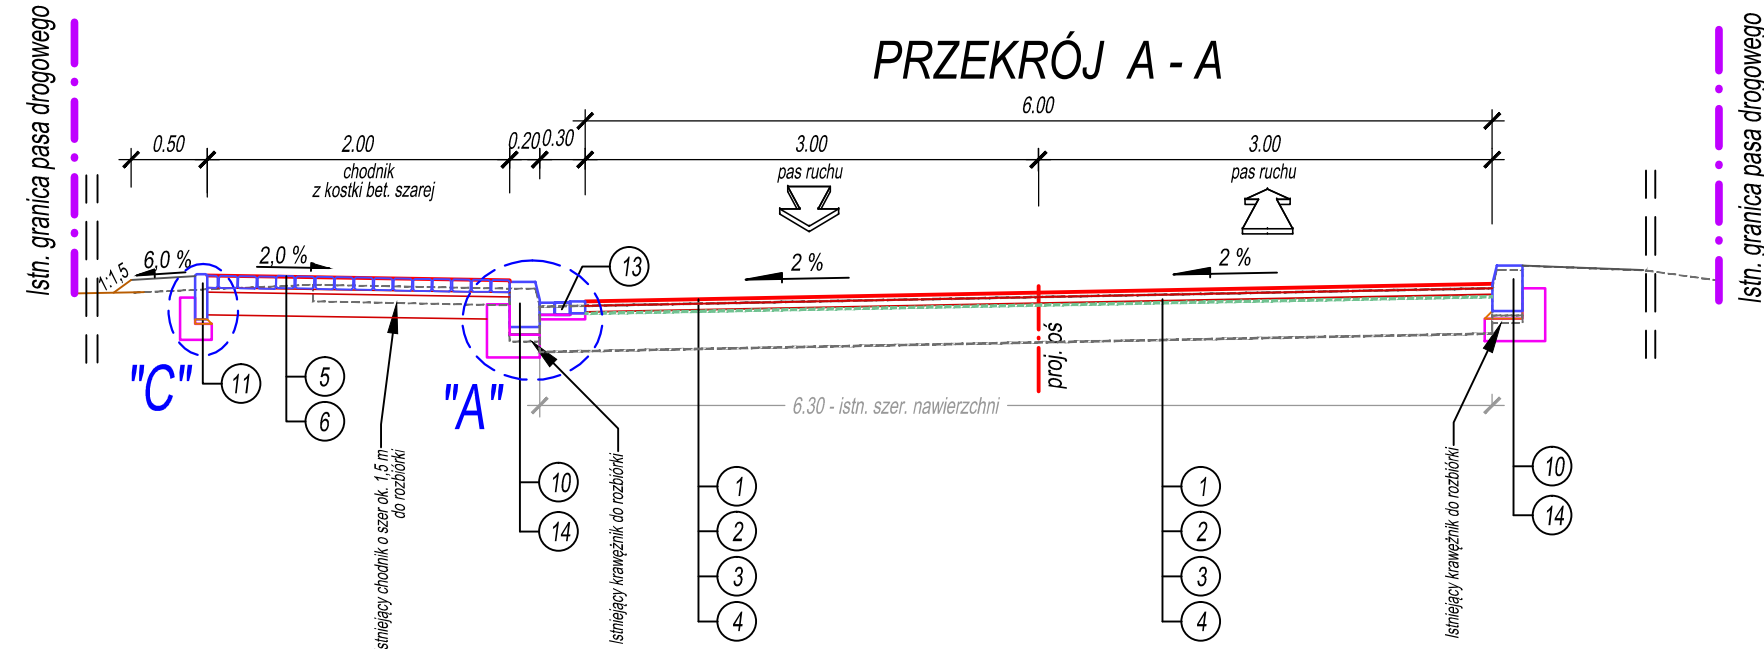 PRZEKRÓJ A - A
Istn. granica pasa drogowego
Istn. granica pasa drogowego
6.00
0.50
2.00
0.20
0.30
3.00
3.00
chodnik
z kostki bet. szarej
pas ruchu
pas ruchu
1:1,5
6,0 %
2,0 %
13
2 %
2 %
"C"
11
5
6
"A"
proj. oś
6.30 - istn. szer. nawierzchni
stniejący chodnik o szer ok. 1,5 m
do rozbiórki
10
14
Istniejący krawężnik do rozbiórki
1
2
3
4
1
2
3
4
Istniejący krawężnik do rozbiórki
10
14